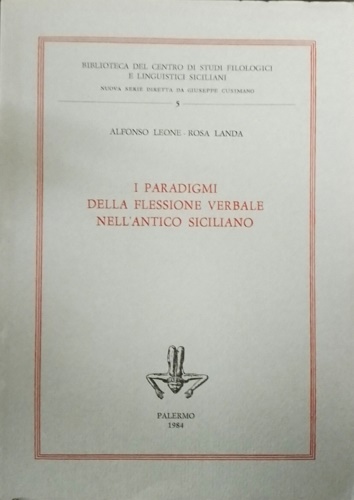 BIBLIOTECA DEL CENTRO DI STUDI FILOLOGICI
E LINGUISTICI SICILIANI
NUOVA SERIE DIRETTA DA GIUSEPPE CUSIMANO
5
ALFONSO LEONE - ROSA LANDA
I PARADIGMI
DELLA FLESSIONE VERBALE
NELL'ANTICO SICILIANO
PALERMO
1984